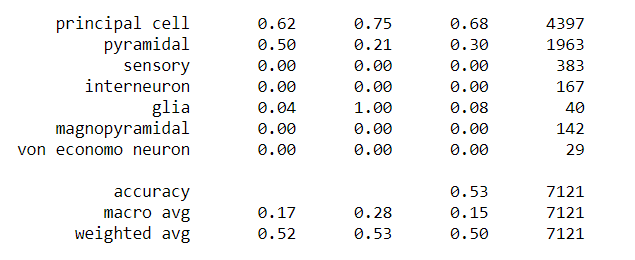 principal cell 0.62 0.75 0.68 4397
pyramidal 0.50 0.21 0.30 1963
sensory 0.00 0.00 0.00 383
interneuron 0.00 0.00 0.00 167
glia 0.04 1.00 0.08 40
magnopyramidal 0.00 0.00 0.00 142
von economo neuron 0.00 0.00 0.00 29
accuracy 0.53 7121
macro avg 0.17 0.28 0.15 7121
weighted avg 0.52 0.53 0.50 7121